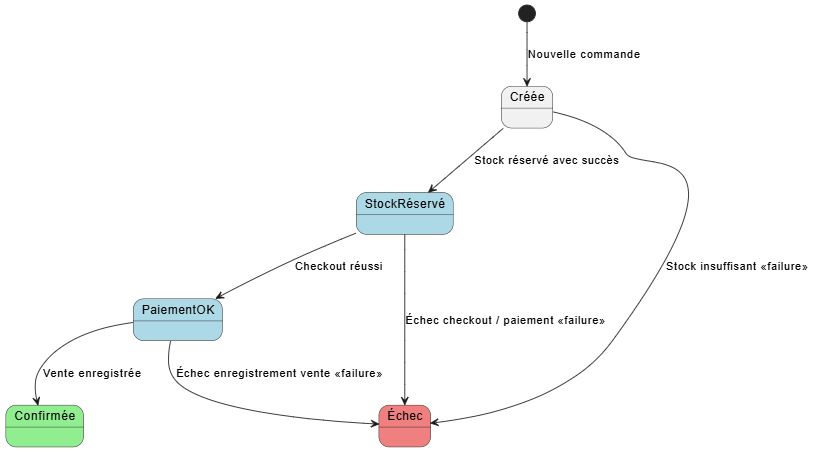 Nouvelle commande
Créée
Stock réservé avec succès
StockRéservé
Checkout réussi
Stock insuffisant «failure»
PaiementOK
Échec checkout / paiement «failure»
Vente enregistrée
Échec enregistrement vente «failure»
Confirmée
Échec